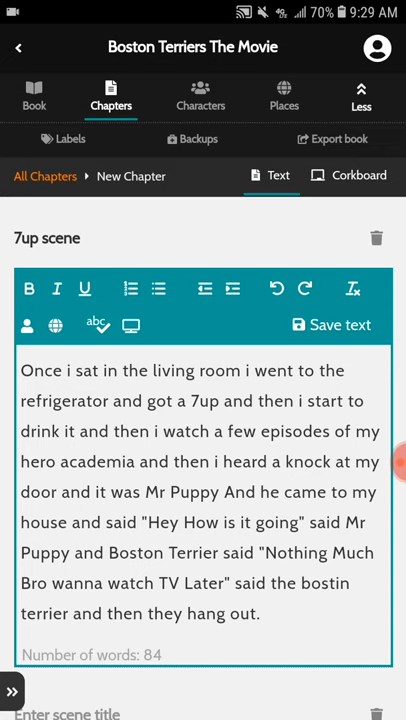 4G 70% 9:29 AM
Boston Terriers The Movie
Book Chapters Characters Places Less
Labels Backups Export book
All Chapters New Chapter Text Corkboard
7up scene
B I U
abc Save text
Once i sat in the living room i went to the
refrigerator and got a 7up and then i start to
drink it and then i watch a few episodes of my
hero academia and then i heard a knock at my
door and it was Mr Puppy And he came to my
house and said "Hey How is it going" said Mr
Puppy and Boston Terrier said "Nothing Much
Bro wanna watch TV Later" said the bostin
terrier and then they hang out.
Number of words: 84
Enter scene title